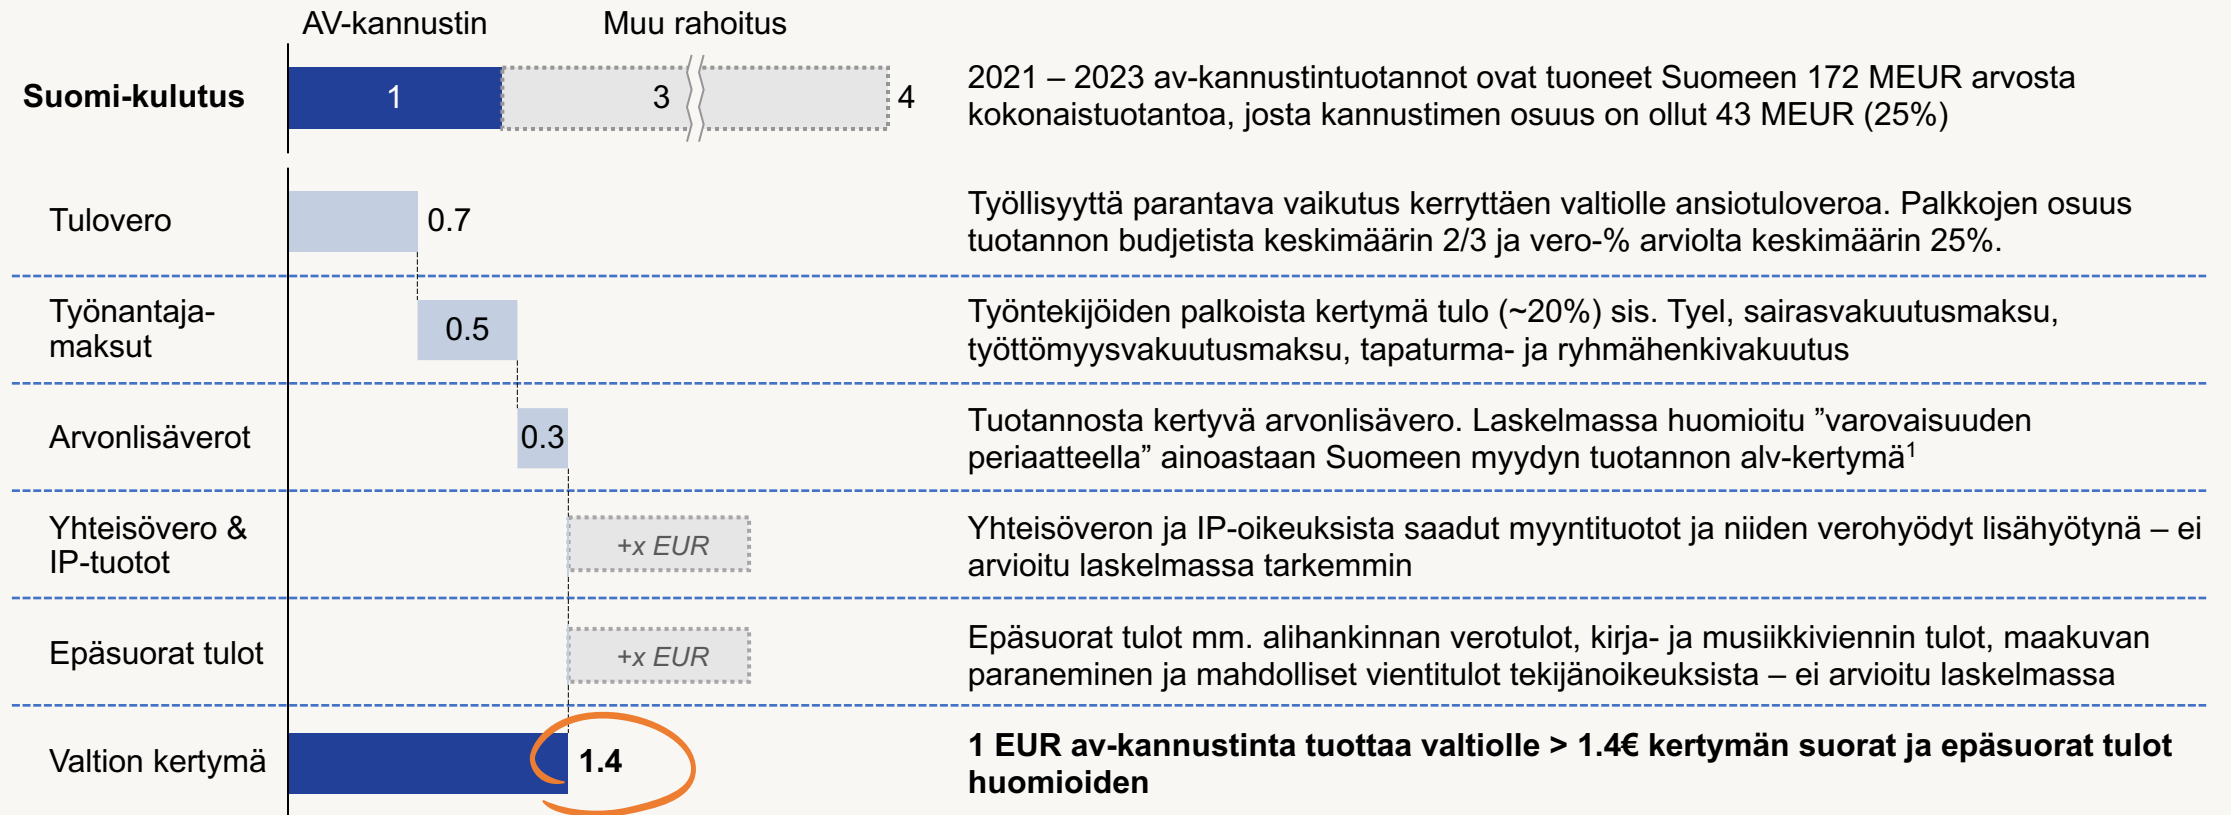 AV-kannustin
Muu rahoitus
Suomi-kulutus
1
3
4
2021 – 2023 av-kannustintuotannot ovat tuoneet Suomeen 172 MEUR arvosta
kokonaistuotantoa, josta kannustimen osuus on ollut 43 MEUR (25%)
Tulovero
0.7
Työllisyyttä parantava vaikutus kerryttäen valtiolle ansiotuloveroa. Palkkojen osuus
tuotannon budjetista keskimäärin 2/3 ja vero-% arviolta keskimäärin 25%.
Työnantaja-
maksut
0.5
Työntekijöiden palkoista kertymä tulo (~20%) sis. Tyel, sairasvakuutusmaksu,
työttömyysvakuutusmaksu, tapaturma- ja ryhmähenkivakuutus
Arvonlisäverot
0.3
Tuotannosta kertyvä arvonlisävero. Laskelmassa huomioitu ”varovaisuuden
periaatteella” ainoastaan Suomeen myydyn tuotannon alv-kertymä¹
Yhteisövero &
IP-tuotot
+x EUR
Yhteisöveron ja IP-oikeuksista saadut myyntituotot ja niiden verohyödyt lisähyötynä – ei
arvioitu laskelmassa tarkemmin
Epäsuorat tulot
+x EUR
Epäsuorat tulot mm. alihankinnan verotulot, kirja- ja musiikkiviennin tulot, maakuvan
paraneminen ja mahdolliset vientitulot tekijänoikeuksista – ei arvioitu laskelmassa
Valtion kertymä
1.4
1 EUR av-kannustinta tuottaa valtiolle > 1.4€ kertymän suorat ja epäsuorat tulot
huomioiden